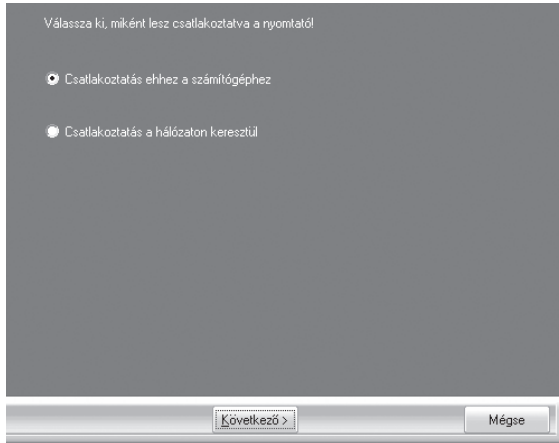 Válassza ki, miként lesz csatlakoztatva a nyomtató!
Csatlakoztatás ehhez a számítógéphez
Csatlakoztatás a hálózaton keresztül
Következő >
Mégse